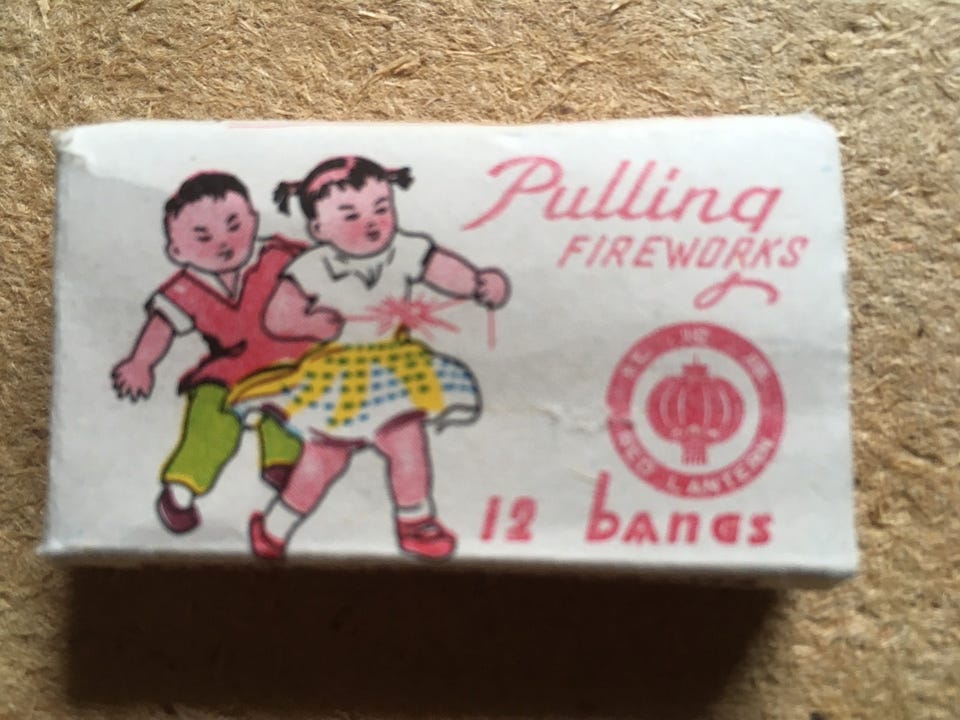 Pulling
FIREWORKS
RED LANTERN
12 bangs